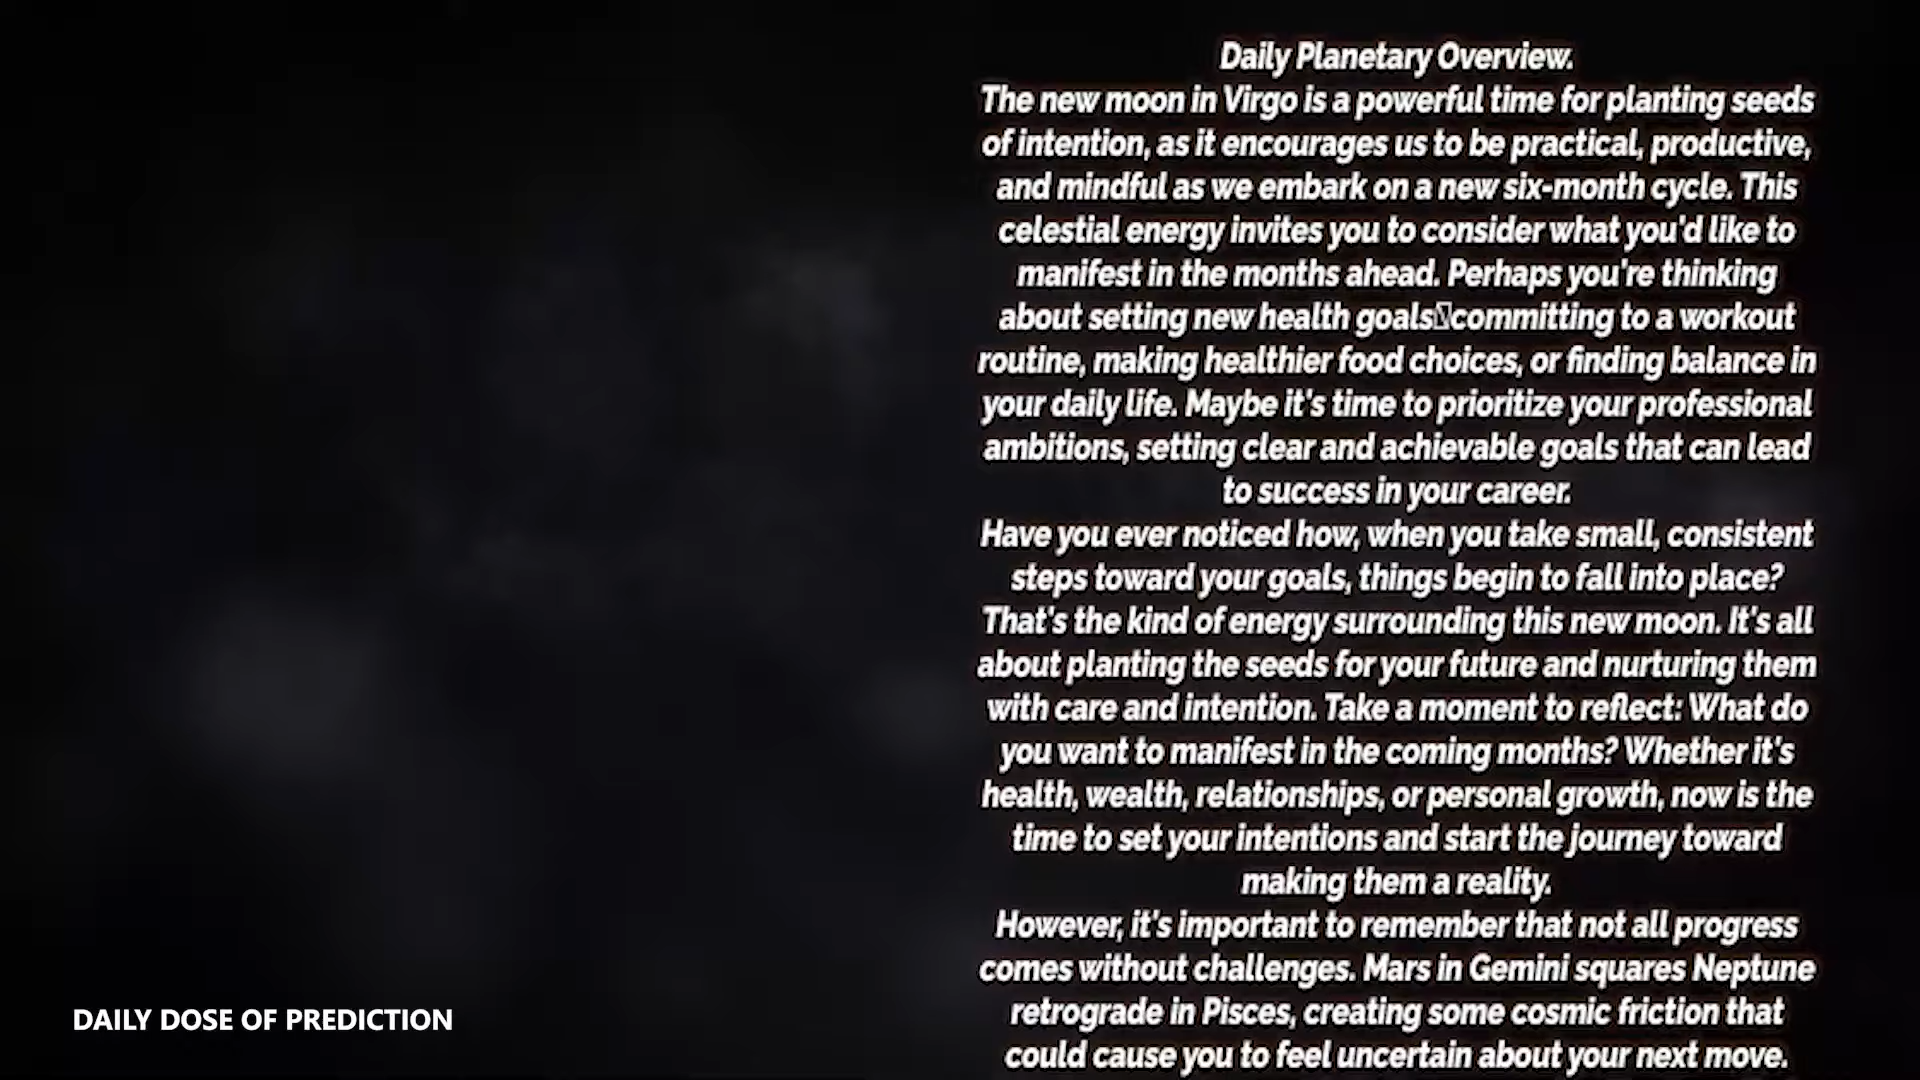 Daily Planetary Overview.
The new moon in Virgo is a powerful time for planting seeds
of intention, as it encourages us to be practical, productive,
and mindful as we embark on a new six-month cycle. This
celestial energy invites you to consider what you'd like to
manifest in the months ahead. Perhaps you're thinking
about setting new health goals▯committing to a workout
routine, making healthier food choices, or finding balance in
your daily life. Maybe it's time to prioritize your professional
ambitions, setting clear and achievable goals that can lead
to success in your career.
Have you ever noticed how, when you take small, consistent
steps toward your goals, things begin to fall into place?
That's the kind of energy surrounding this new moon. It's all
about planting the seeds for your future and nurturing them
with care and intention. Take a moment to reflect: What do
you want to manifest in the coming months? Whether it's
health, wealth, relationships, or personal growth, now is the
time to set your intentions and start the journey toward
making them a reality.
However, it's important to remember that not all progress
comes without challenges. Mars in Gemini squares Neptune
retrograde in Pisces, creating some cosmic friction that
could cause you to feel uncertain about your next move.
DAILY DOSE OF PREDICTION